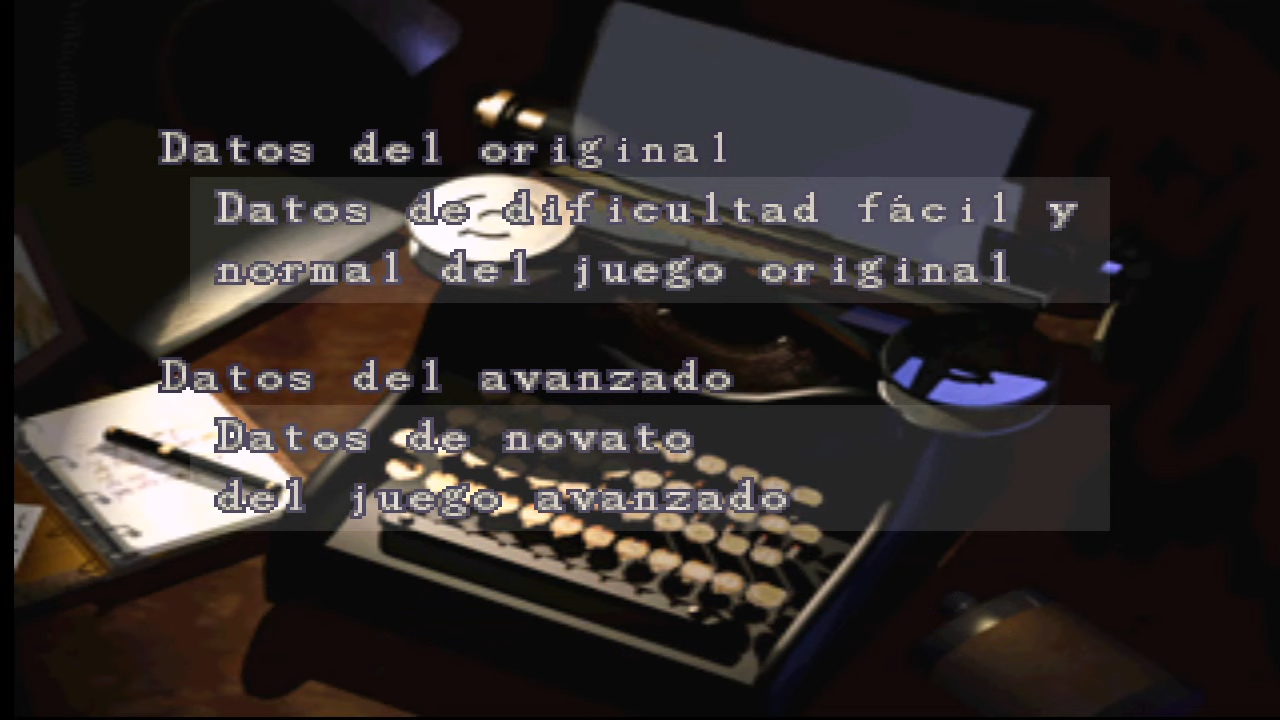 Datos del original
Datos de dificultad fácil y
normal del juego original
Datos del avanzado
Datos de novato
del juego avanzado